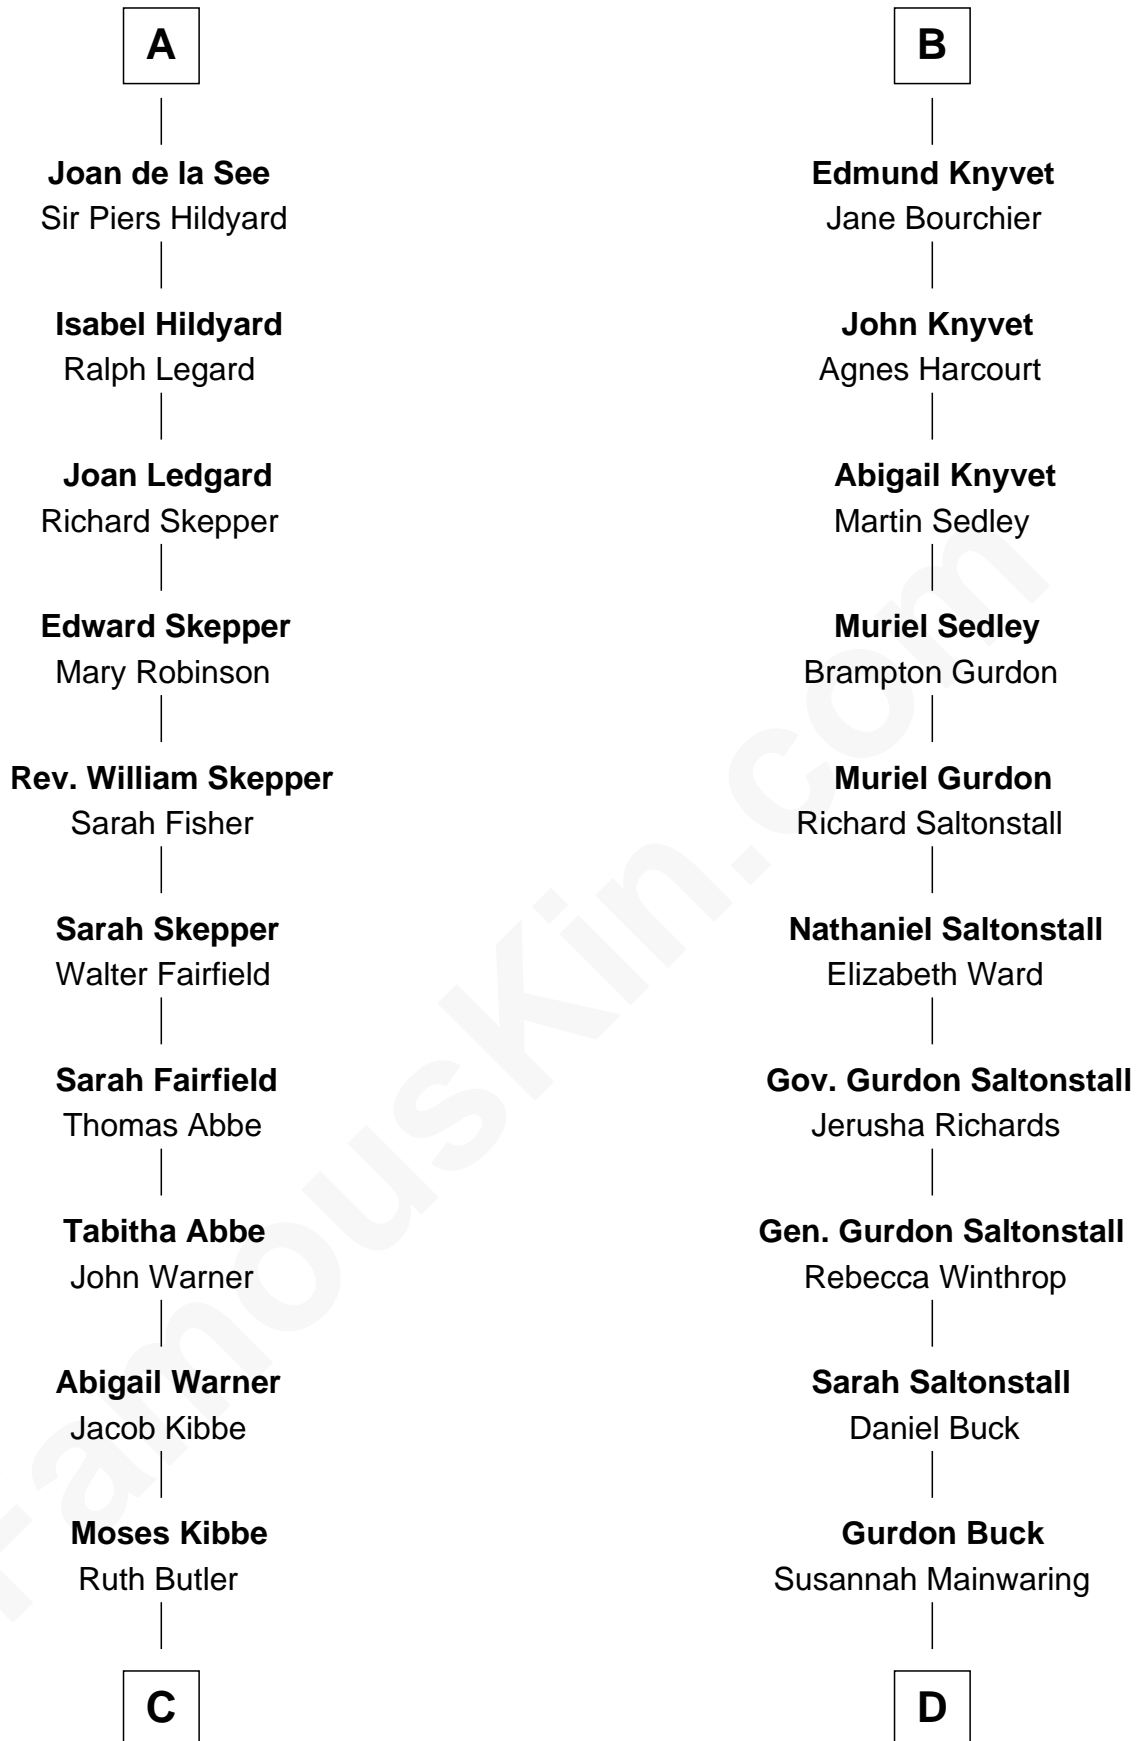 A
Joan de la See
Sir Piers Hildyard
Isabel Hildyard
Ralph Legard
Joan Ledgard
Richard Skepper
Edward Skepper
Mary Robinson
Rev. William Skepper
Sarah Fisher
Sarah Skepper
Walter Fairfield
Sarah Fairfield
Thomas Abbe
Tabitha Abbe
John Warner
Abigail Warner
Jacob Kibbe
Moses Kibbe
Ruth Butler
C
B
Edmund Knyvet
Jane Bourchier
John Knyvet
Agnes Harcourt
Abigail Knyvet
Martin Sedley
Muriel Sedley
Brampton Gurdon
Muriel Gurdon
Richard Saltonstall
Nathaniel Saltonstall
Elizabeth Ward
Gov. Gurdon Saltonstall
Jerusha Richards
Gen. Gurdon Saltonstall
Rebecca Winthrop
Sarah Saltonstall
Daniel Buck
Gurdon Buck
Susannah Mainwaring
D
FamousKin.com